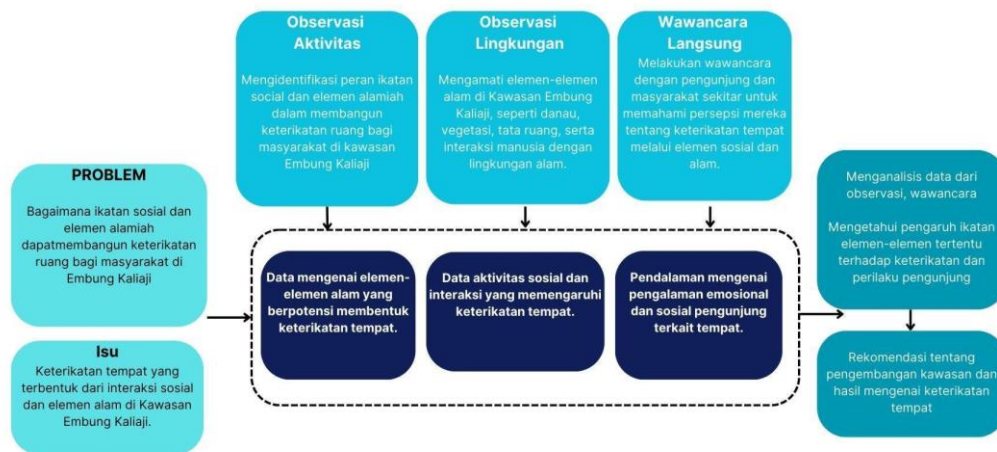 PROBLEM
Bagaimana ikatan sosial dan
elemen alamiah
dapatmembangun keterikatan
ruang bagi masyarakat di
Embung Kaliaji
Isu
Keterikatan tempat yang
terbentuk dari interaksi sosial
dan elemen alam di Kawasan
Embung Kaliaji.
Observasi
Aktivitas
Mengidentifikasi peran ikatan
social dan elemen alamiah
dalam membangun
keterikatan ruang bagi
masyarakat di kawasan
Embung Kaliaji
Observasi
Lingkungan
Mengamati elemen-elemen
alam di Kawasan Embung
Kaliaji, seperti danau,
vegetasi, tata ruang, serta
interaksi manusia dengan
lingkungan alam.
Wawancara
Langsung
Melakukan wawancara
dengan pengunjung dan
masyarakat sekitar untuk
memahami persepsi mereka
tentang keterikatan tempat
melalui elemen sosial dan
alam.
Data mengenai elemen-
elemen alam yang
berpotensi membentuk
keterikatan tempat.
Data aktivitas sosial dan
interaksi yang memengaruhi
keterikatan tempat.
Pendalaman mengenai
pengalaman emosional
dan sosial pengunjung
terkait tempat.
Menganalisis data dari
observasi, wawancara
Mengetahui pengaruh ikatan
elemen-elemen tertentu
terhadap keterikatan dan
perilaku pengunjung
Rekomendasi tentang
pengembangan kawasan dan
hasil mengenai keterikatan
tempat